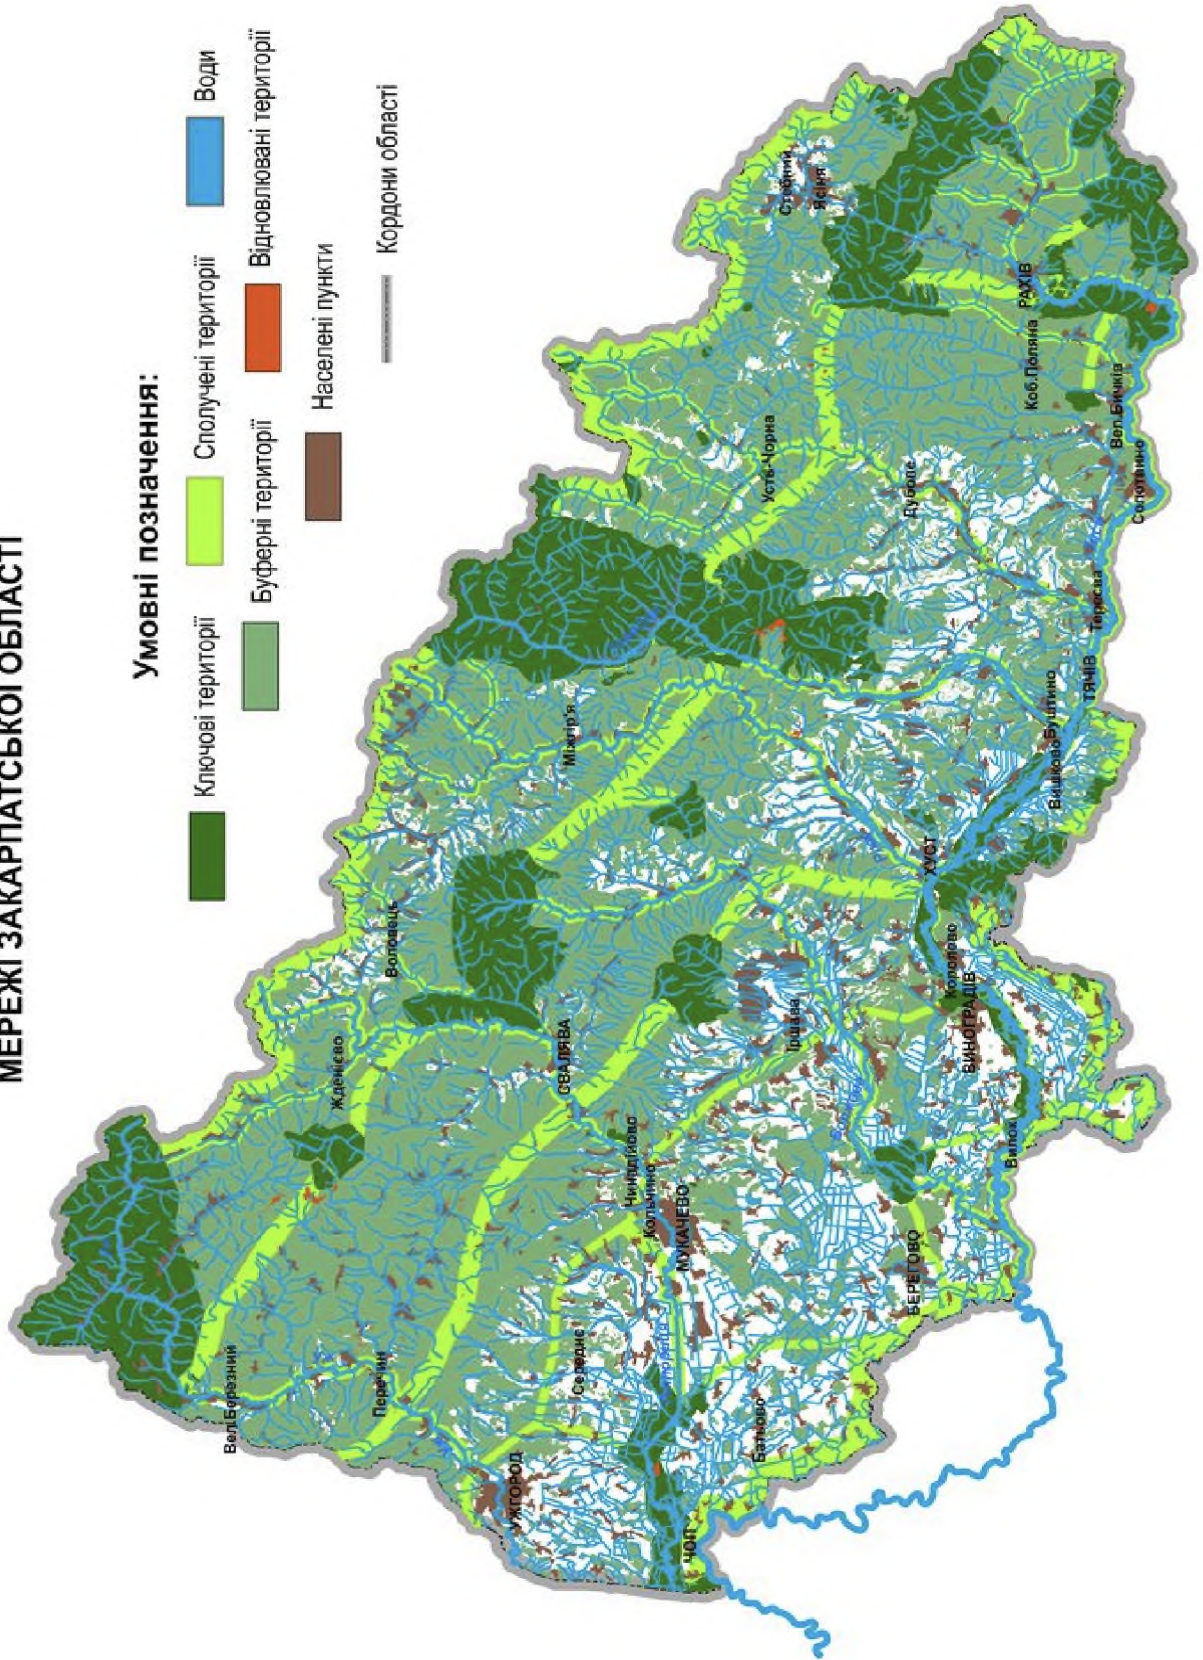 МЕРЕЖІ ЗАКАРПАТСЬКОЇ ОБЛАСТІ
Умовні позначення:
Ключові території
Сполучені території
Води
Буферні території
Відновлювані території
Населені пункти
Кордони області
Вел.Березний
Жденієво
Воловець
Перечин
Міжгір'я
СВАЛЯВА
УЖГОРОД
Середнє
Чинадійово
Кольчино
МУКАЧЕВО
ЧОП
Батьово
Іршава
БЕРЕГОВО
Усть-Чорна
Стебний
Ясіня
Дубове
ХУСТ
Королево
ВИНОГРАДІВ
Вилок
РАХІВ
Коб.Поляна
Вишково
Буштино
ТЯЧІВ
Тересва
Вел.Бичків
Солотвино